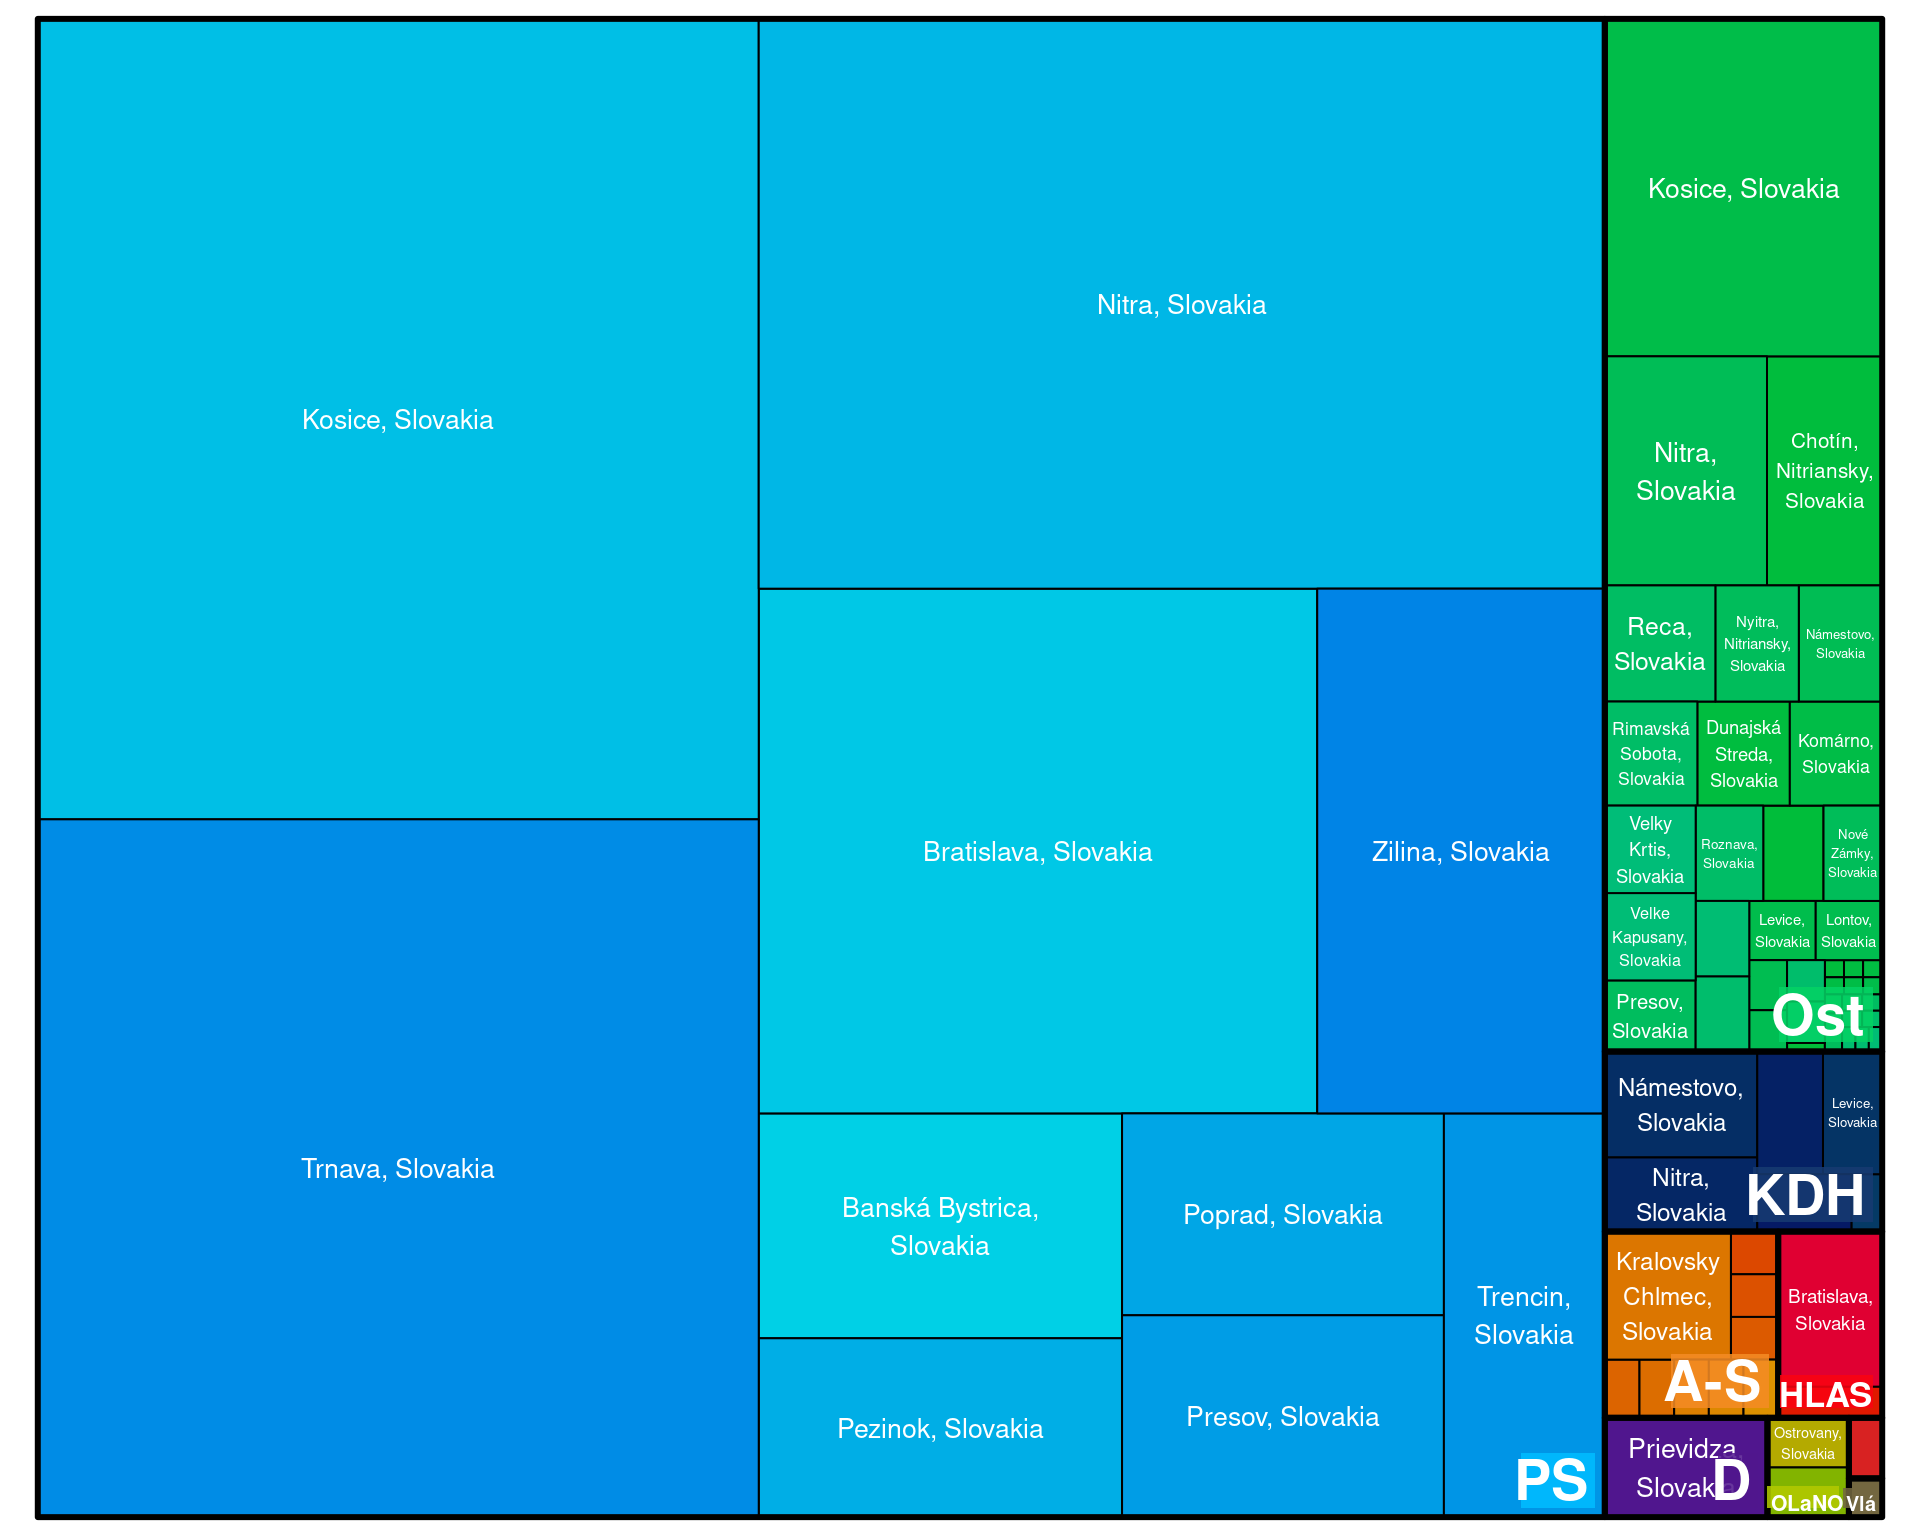 Kosice, Slovakia
Trnava, Slovakia
Nitra, Slovakia
Bratislava, Slovakia
Zilina, Slovakia
Banská Bystrica,
Slovakia
Pezinok, Slovakia
Poprad, Slovakia
Presov, Slovakia
Trencin,
Slovakia
PS
Kosice, Slovakia
Nitra,
Slovakia
Chotín,
Nitriansky,
Slovakia
Reca,
Slovakia
Nyitra,
Nitriansky,
Slovakia
Námestovo,
Slovakia
Rimavská
Sobota,
Slovakia
Dunajská
Streda,
Slovakia
Komárno,
Slovakia
Velky
Krtis,
Slovakia
Roznava,
Slovakia
Nové
Zámky,
Slovakia
Velke
Kapusany,
Slovakia
Levice,
Slovakia
Lontov,
Slovakia
Presov,
Slovakia
Ost
Námestovo,
Slovakia
Levice,
Slovakia
Nitra,
Slovakia
KDH
Kralovsky
Chlmec,
Slovakia
A-S
Bratislava,
Slovakia
HLAS
Prievidza,
Slovakia
D
Ostrovany,
Slovakia
OLaNO
Vlá